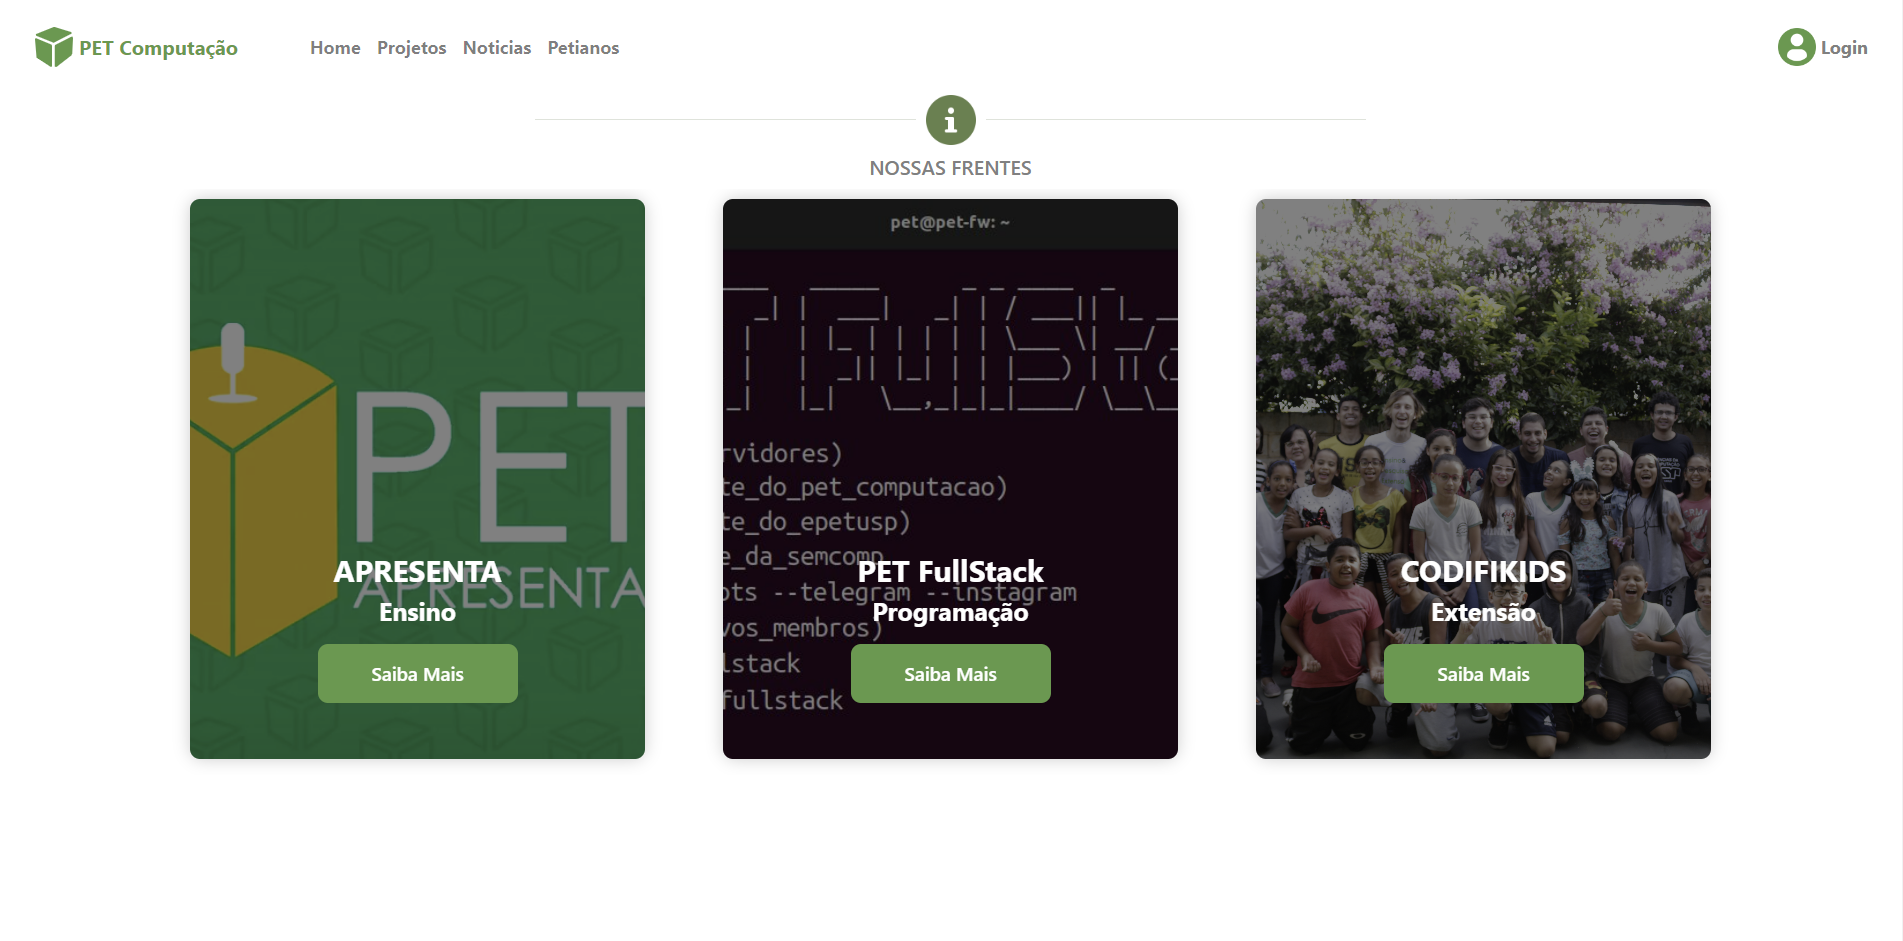 PET Computação
Home Projetos Noticias Petianos
Login
NOSSAS FRENTES
PET
APRESENTA
APRESENTA
Ensino
Saiba Mais
pet@pet-fw: ~
T FullSta
rvidores)
te_do_pet_computacao)
te_do_epetusp)
e_da_semcomp
PET FullStack
ots --telegram --instagram
Programação
vos_membros)
lstack
Saiba Mais
fullstack
CODIFIKIDS
Extensão
Saiba Mais